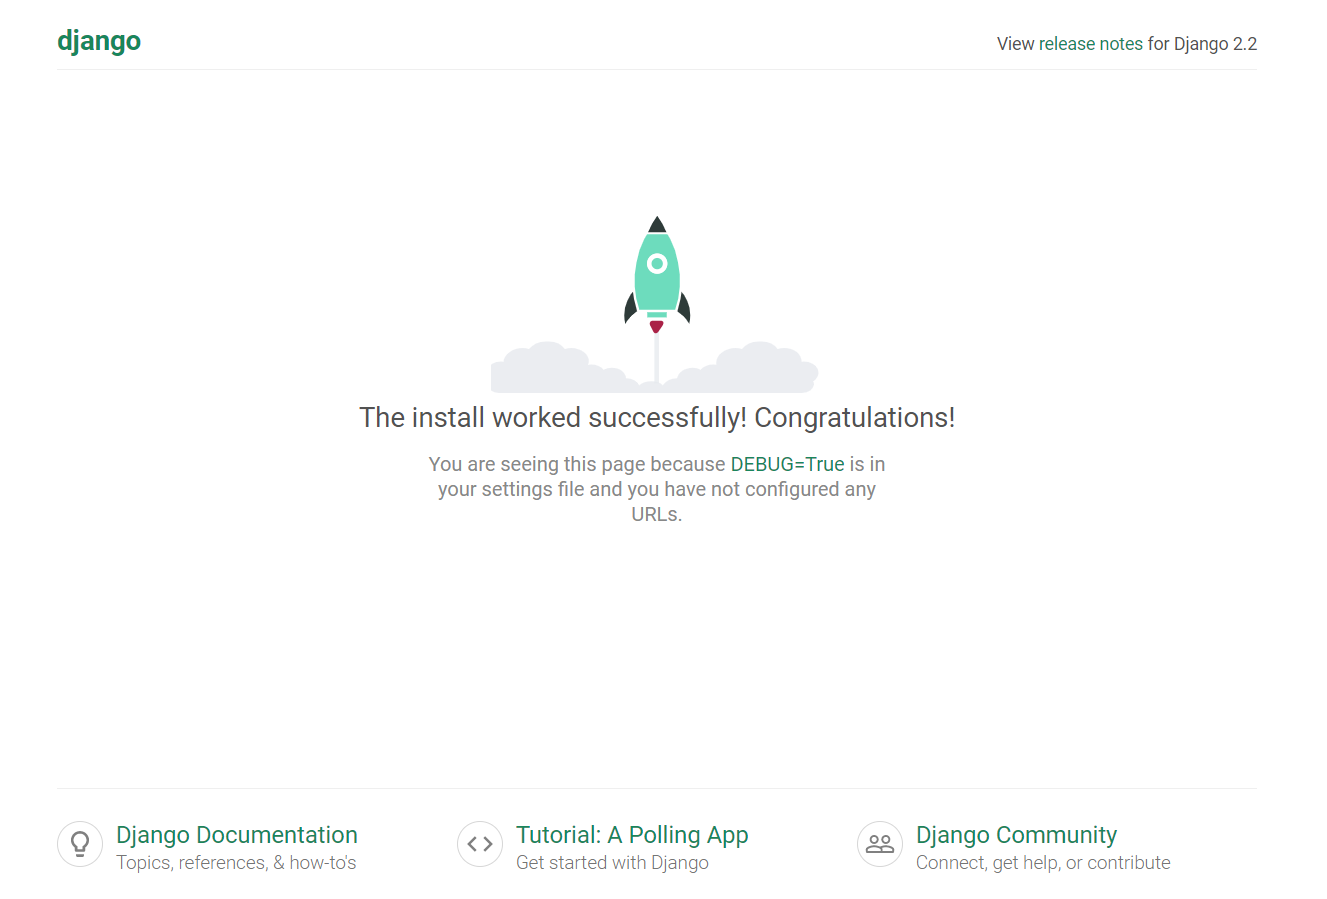 django
View release notes for Django 2.2
The install worked successfully! Congratulations!
You are seeing this page because DEBUG=True is in
your settings file and you have not configured any
URLs.
Django Documentation
Topics, references, & how-to's
Tutorial: A Polling App
Get started with Django
Django Community
Connect, get help, or contribute